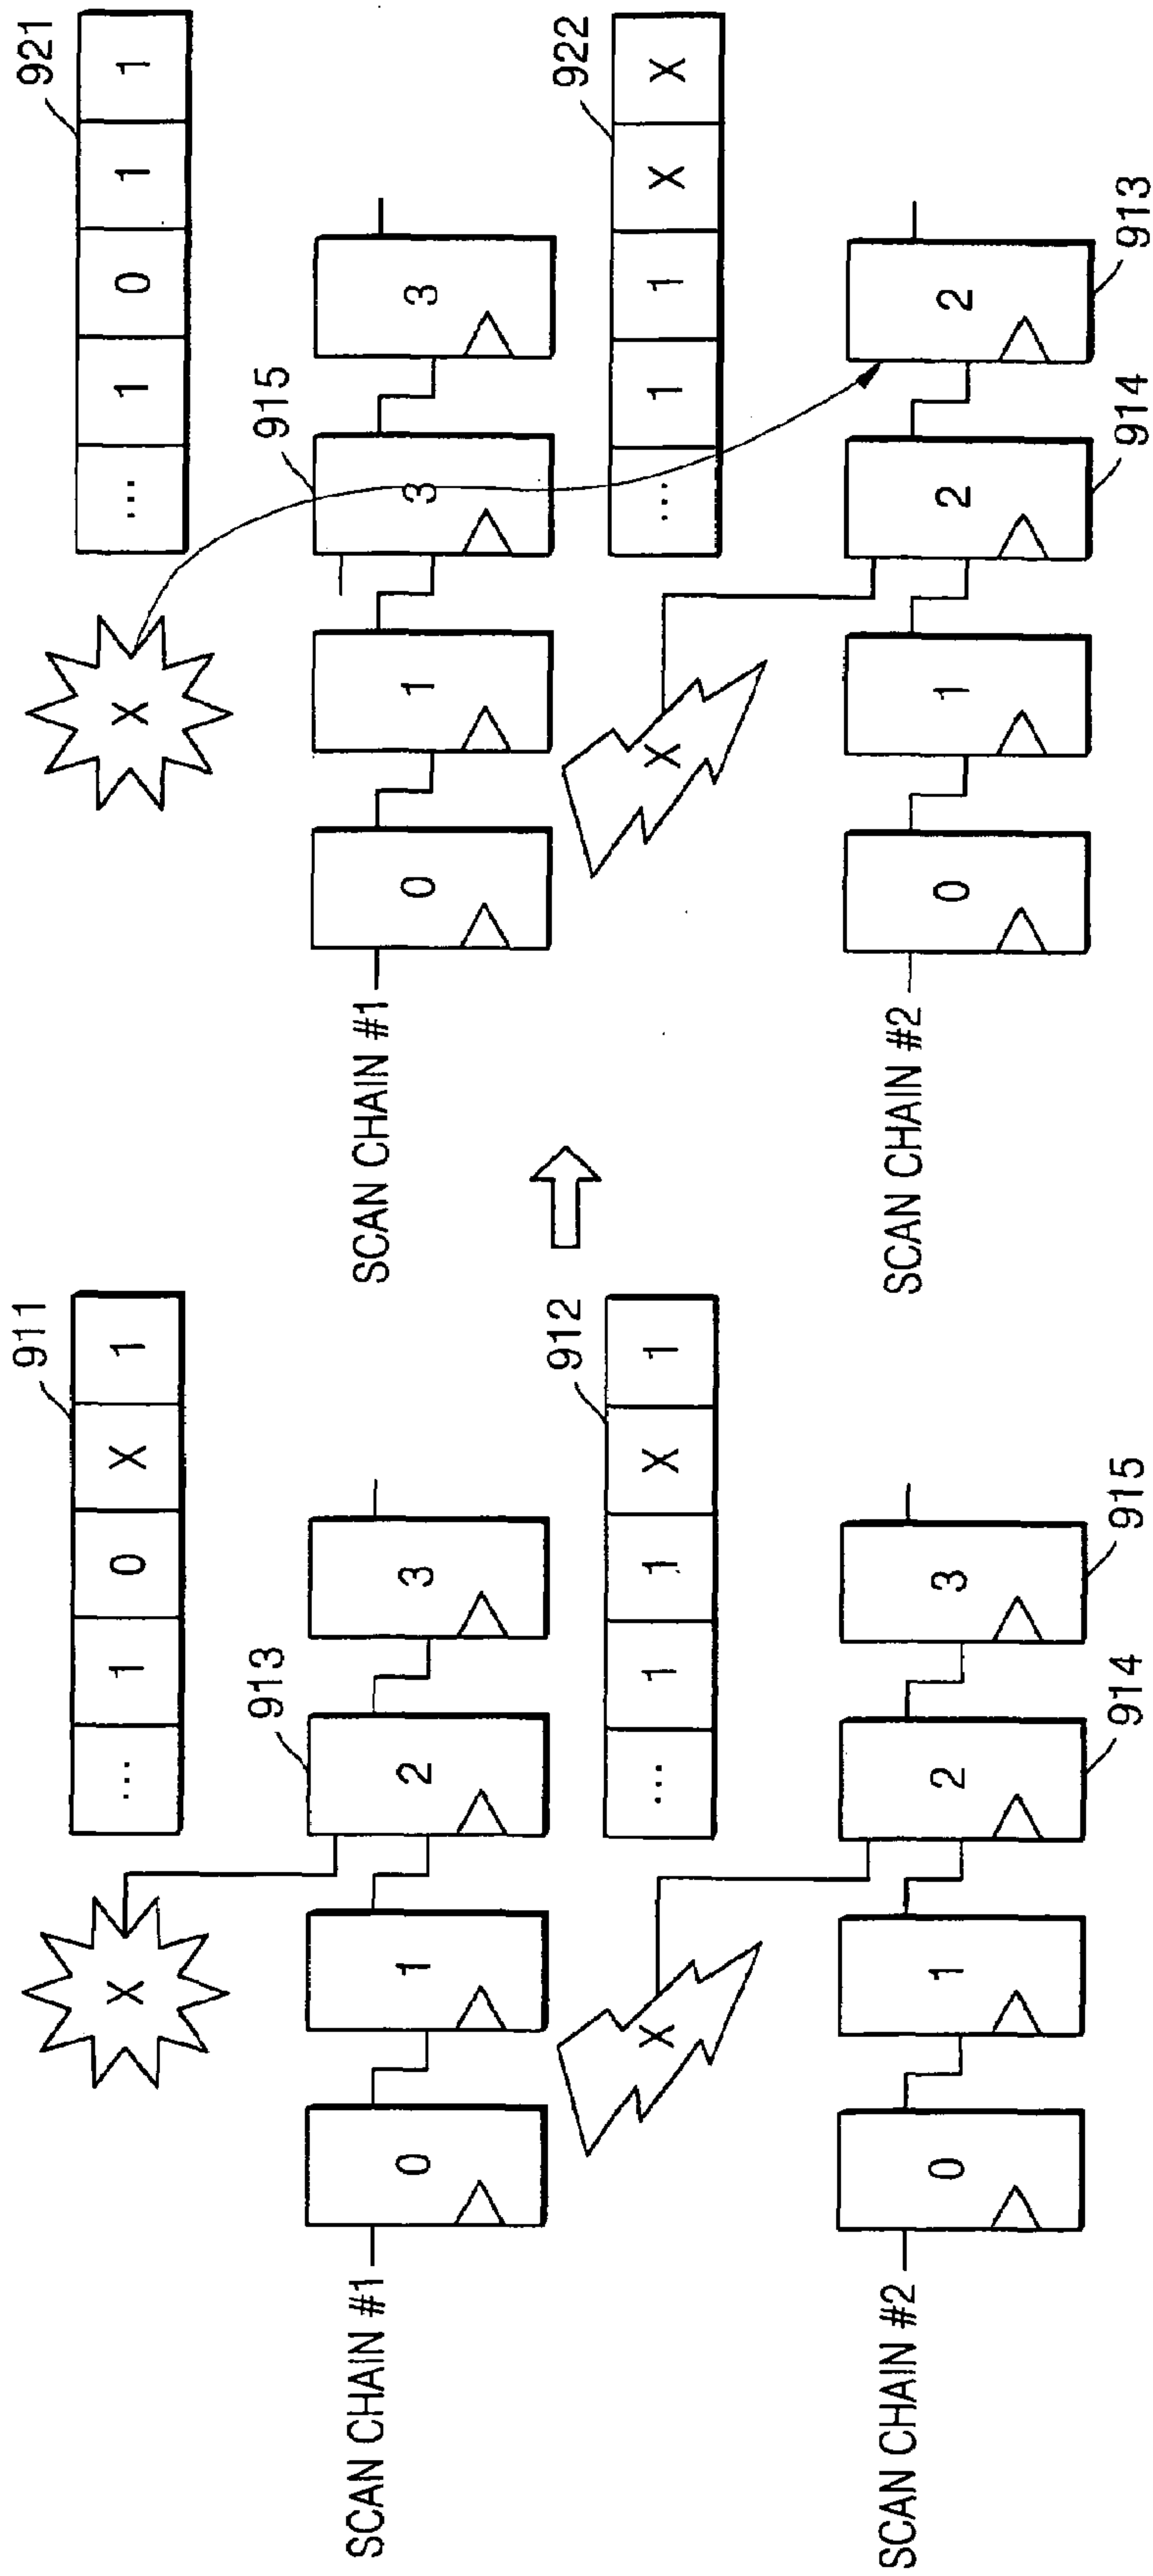 911
... 1 0 X 1
X
913
SCAN CHAIN #1
0 1 2 3
912
... 1 1 X 1
X
SCAN CHAIN #2
0 1 2 3
914 915
921
... 1 0 1 1
X
915
SCAN CHAIN #1
0 1 3 3
922
... 1 1 X X
X
SCAN CHAIN #2
0 1 2 2
914 913